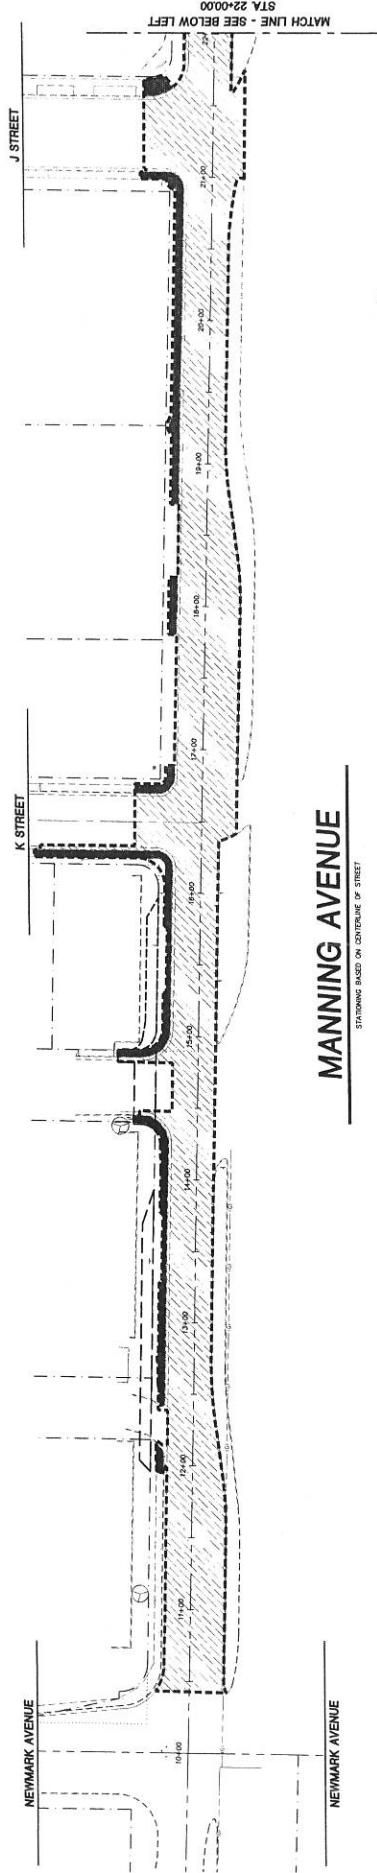 NEWMARK AVENUE
K STREET
J STREET
10+00
11+00
12+00
13+00
14+00
15+00
16+00
17+00
18+00
19+00
20+00
21+00
MATCH LINE - SEE BELOW LEFT
STA. 22+00.00
NEWMARK AVENUE
MANNING AVENUE
STATIONING BASED ON CENTERLINE OF STREET